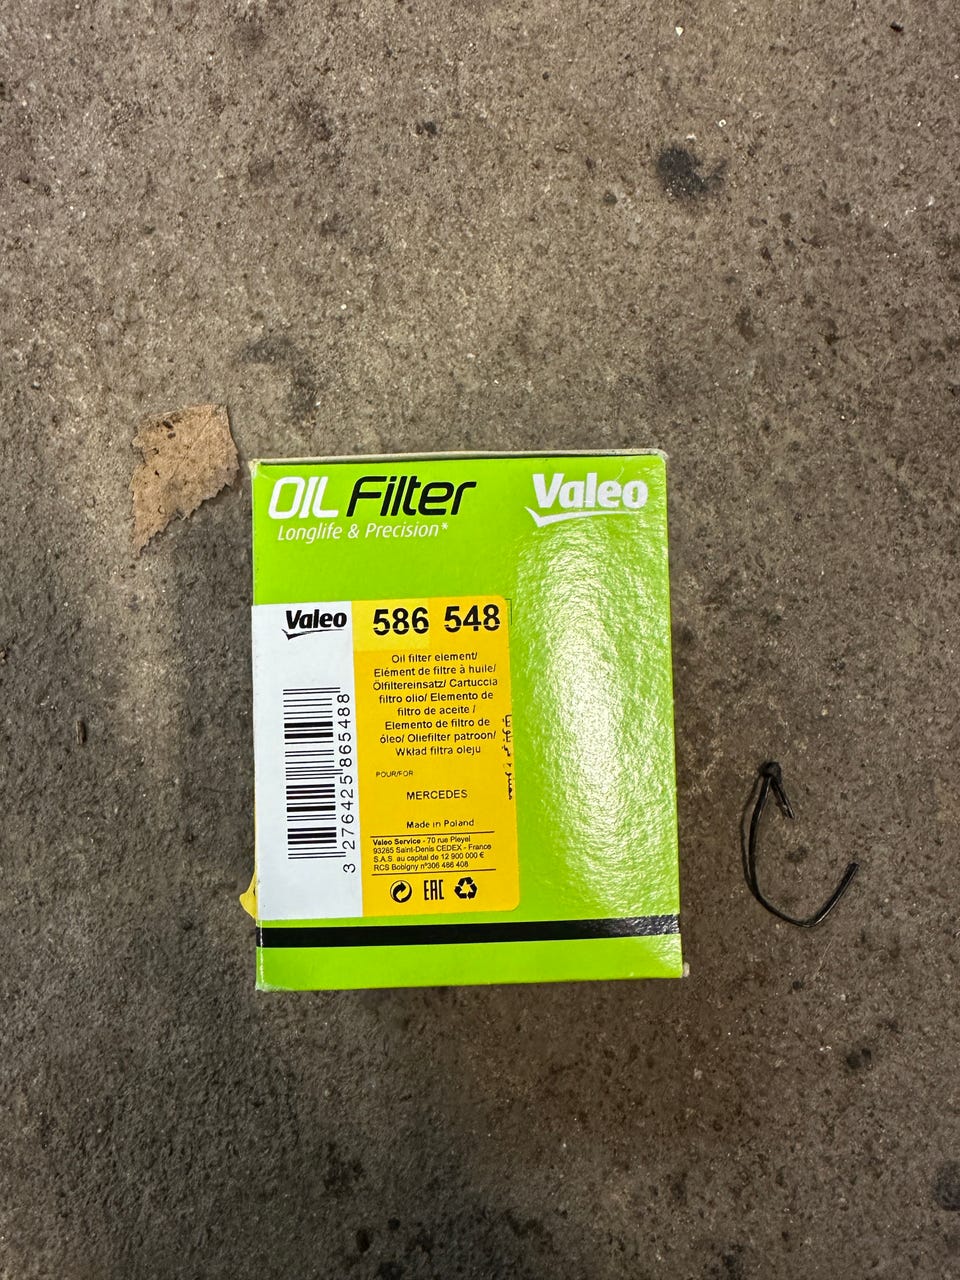 OIL Filter
Longlife & Precision*
Valeo
Valeo
586 548
Oil filter element/
Elément de filtre à huile/
Ölfiltereinsatz/ Cartuccia
filtro olio/ Elemento de
filtro de aceite /
Elemento de filtro de
óleo/ Oliefilter patroon/
Wkład filtra oleju
POUR/FOR
MERCEDES
Made in Poland
Valeo Service - 70 rue Pleyel
93285 Saint-Denis CEDEX - France
S.A.S. au capital de 12 900 000 €
RCS Bobigny n°306 486 408
EAC
3 276425 865488